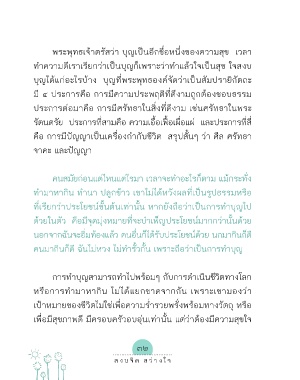 พระพุทธเจ้าตรัสว่า บุญเป็นอีกชื่อหนึ่งของความสุข เวลา
ทำความดีเราเรียกว่าเป็นบุญก็เพราะว่าทำแล้วใจเป็นสุข ใจสงบ
บุญได้แก่อะไรบ้าง บุญที่พระพุทธองค์จัดว่าเป็นสัมปรายิกัตถะ
มี ๔ ประการคือ การมีความประพฤติที่ดีงามถูกต้องชอบธรรม
ประการต่อมาคือ การมีศรัทธาในสิ่งที่ดีงาม เช่นศรัทธาในพระ
รัตนตรัย ประการที่สามคือ ความเอื้อเฟื้อเผื่อแผ่ และประการที่สี่
คือ การมีปัญญาเป็นเครื่องกำกับชีวิต สรุปสั้นๆ ว่า ศีล ศรัทธา
จาคะ และปัญญา
คนสมัยก่อนแต่ไหนแต่ไรมา เวลาจะทำอะไรก็ตาม แม้กระทั่ง
ทำมาหากิน ทำนา ปลูกข้าว เขาไม่ได้หวังผลที่เป็นรูปธรรมหรือ
ที่เรียกว่าประโยชน์ชั้นต้นเท่านั้น หากยังถือว่าเป็นการทำบุญไป
ด้วยในตัว คือมีจุดมุ่งหมายที่จะบำเพ็ญประโยชน์มากกว่านั้นด้วย
นอกจากฉันจะอิ่มท้องแล้ว คนอื่นก็ได้รับประโยชน์ด้วย นกมากินก็ดี
คนมากินก็ดี ฉันไม่หวง ไม่ทำรั้วกั้น เพราะถือว่าเป็นการทำบุญ
การทำบุญสามารถทำไปพร้อมๆ กับการดำเนินชีวิตทางโลก
หรือการทำมาหากิน ไม่ได้แยกขาดจากกัน เพราะเขามองว่า
เป้าหมายของชีวิตไม่ใช่เพื่อความร่ำรวยพรั่งพร้อมทางวัตถุ หรือ
เพื่อมีสุขภาพดี มีครอบครัวอบอุ่นเท่านั้น แต่ว่าต้องมีความสุขใจ
๓๒
สงบจิต สว่างใจ